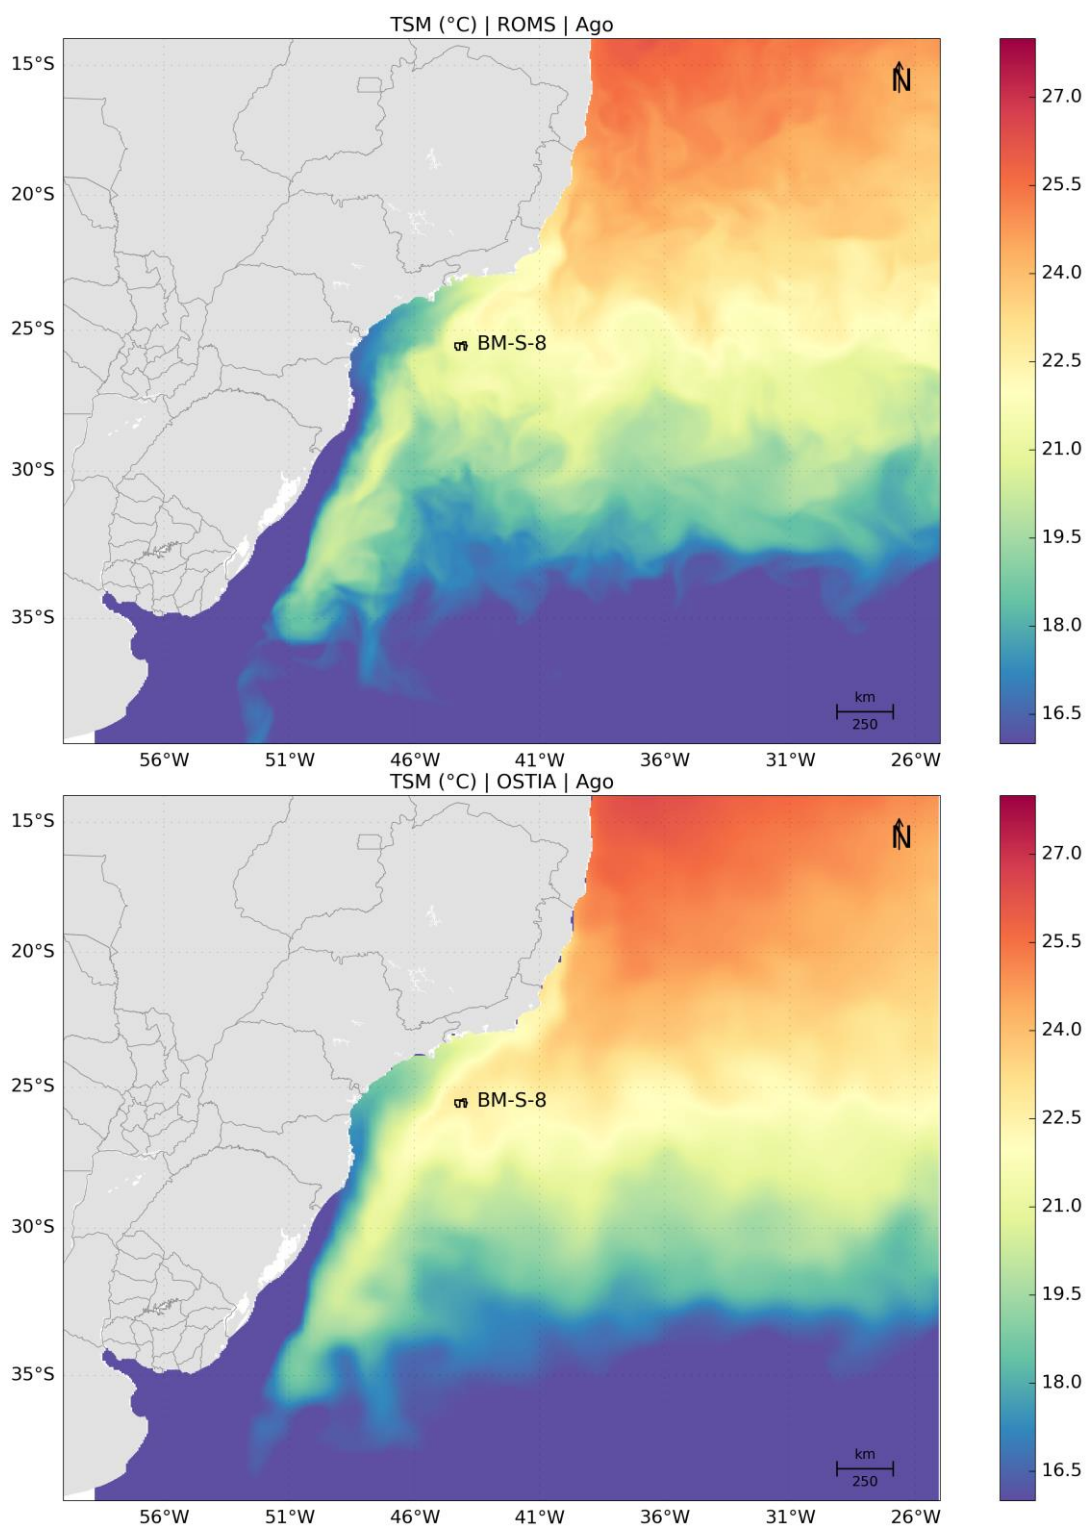 TSM (°C) | ROMS | Ago
15°S
20°S
25°S
30°S
35°S
N
BM-S-8
km
250
56°W 51°W 46°W 41°W 36°W 31°W 26°W
27.0
25.5
24.0
22.5
21.0
19.5
18.0
16.5
TSM (°C) | OSTIA | Ago
15°S
20°S
25°S
30°S
35°S
N
BM-S-8
km
250
56°W 51°W 46°W 41°W 36°W 31°W 26°W
27.0
25.5
24.0
22.5
21.0
19.5
18.0
16.5